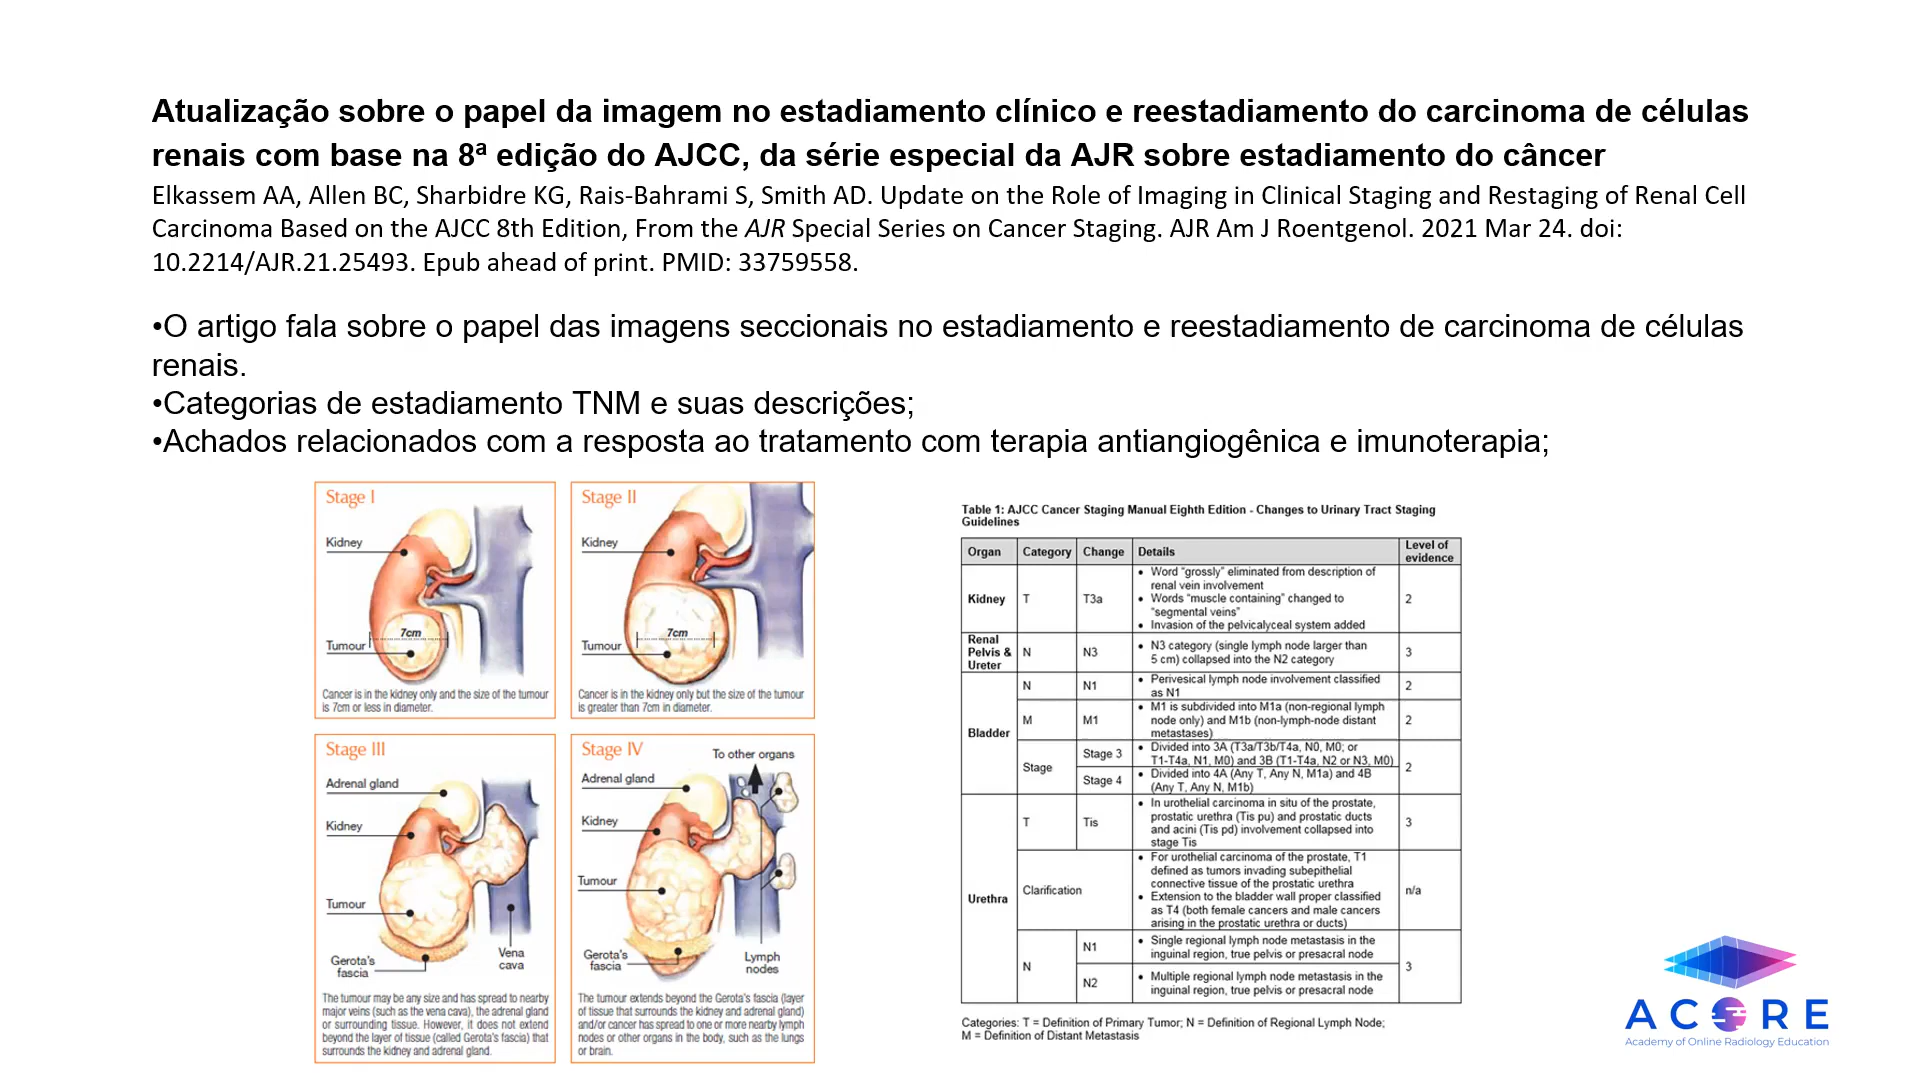 Atualização sobre o papel da imagem no estadiamento clínico e reestadiamento do carcinoma de células
renais com base na 8ª edição do AJCC, da série especial da AJR sobre estadiamento do câncer
Elkassem AA, Allen BC, Sharbidre KG, Rais-Bahrami S, Smith AD. Update on the Role of Imaging in Clinical Staging and Restaging of Renal Cell
Carcinoma Based on the AJCC 8th Edition, From the AJR Special Series on Cancer Staging. AJR Am J Roentgenol. 2021 Mar 24. doi:
10.2214/AJR.21.25493. Epub ahead of print. PMID: 33759558.
•O artigo fala sobre o papel das imagens seccionais no estadiamento e reestadiamento de carcinoma de células
renais.
•Categorias de estadiamento TNM e suas descrições;
•Achados relacionados com a resposta ao tratamento com terapia antiangiogênica e imunoterapia;
Stage I
Kidney
7cm
Tumour
Cancer is in the kidney only and the size of the tumour
is 7cm or less in diameter.
Stage II
Kidney
7cm
Tumour
Cancer is in the kidney only but the size of the tumour
is greater than 7cm in diameter.
Stage III
Adrenal gland
Kidney
Tumour
Gerota's
fascia
Vena
cava
The tumour may be any size and has spread to nearby
major veins (such as the vena cava), the adrenal gland
or surrounding tissue. However, it does not extend
beyond the layer of tissue (called Gerota's fascia) that
surrounds the kidney and adrenal gland.
Stage IV
To other organs
Adrenal gland
Kidney
Tumour
Gerota's
fascia
Lymph
nodes
The tumour extends beyond the Gerota's fascia (layer
of tissue that surrounds the kidney and adrenal gland)
and/or cancer has spread to one or more nearby lymph
nodes or other organs in the body, such as the lungs
or brain.
Table 1: AJCC Cancer Staging Manual Eighth Edition - Changes to Urinary Tract Staging
Guidelines
Organ Category Change Details Level of
evidence
Kidney T T3a
• Word "grossly" eliminated from description of
renal vein involvement
• Words "muscle containing" changed to
"segmental veins"
• Invasion of the pelvicalyceal system added
2
Renal
Pelvis &
Ureter
N N3
• N3 category (single lymph node larger than
5 cm) collapsed into the N2 category
3
Bladder
N N1
• Perivesical lymph node involvement classified
as N1
2
M M1
• M1 is subdivided into M1a (non-regional lymph
node only) and M1b (non-lymph-node distant
metastases)
2
Stage
Stage 3
• Divided into 3A (T3a/T3b/T4a, N0, M0; or
T1-T4a, N1, M0) and 3B (T1-T4a, N2 or N3, M0)
Stage 4
• Divided into 4A (Any T, Any N, M1a) and 4B
(Any T, Any N, M1b)
2
Urethra
T Tis
• In urothelial carcinoma in situ of the prostate,
prostatic urethra (Tis pu) and prostatic ducts
and acini (Tis pd) involvement collapsed into
stage Tis
3
Clarification
• For urothelial carcinoma of the prostate, T1
defined as tumors invading subepithelial
connective tissue of the prostatic urethra
• Extension to the bladder wall proper classified
as T4 (both female cancers and male cancers
arising in the prostatic urethra or ducts)
n/a
N
N1
• Single regional lymph node metastasis in the
inguinal region, true pelvis or presacral node
N2
• Multiple regional lymph node metastasis in the
inguinal region, true pelvis or presacral node
3
Categories: T = Definition of Primary Tumor; N = Definition of Regional Lymph Node;
M = Definition of Distant Metastasis
ACORE
Academy of Online Radiology Education